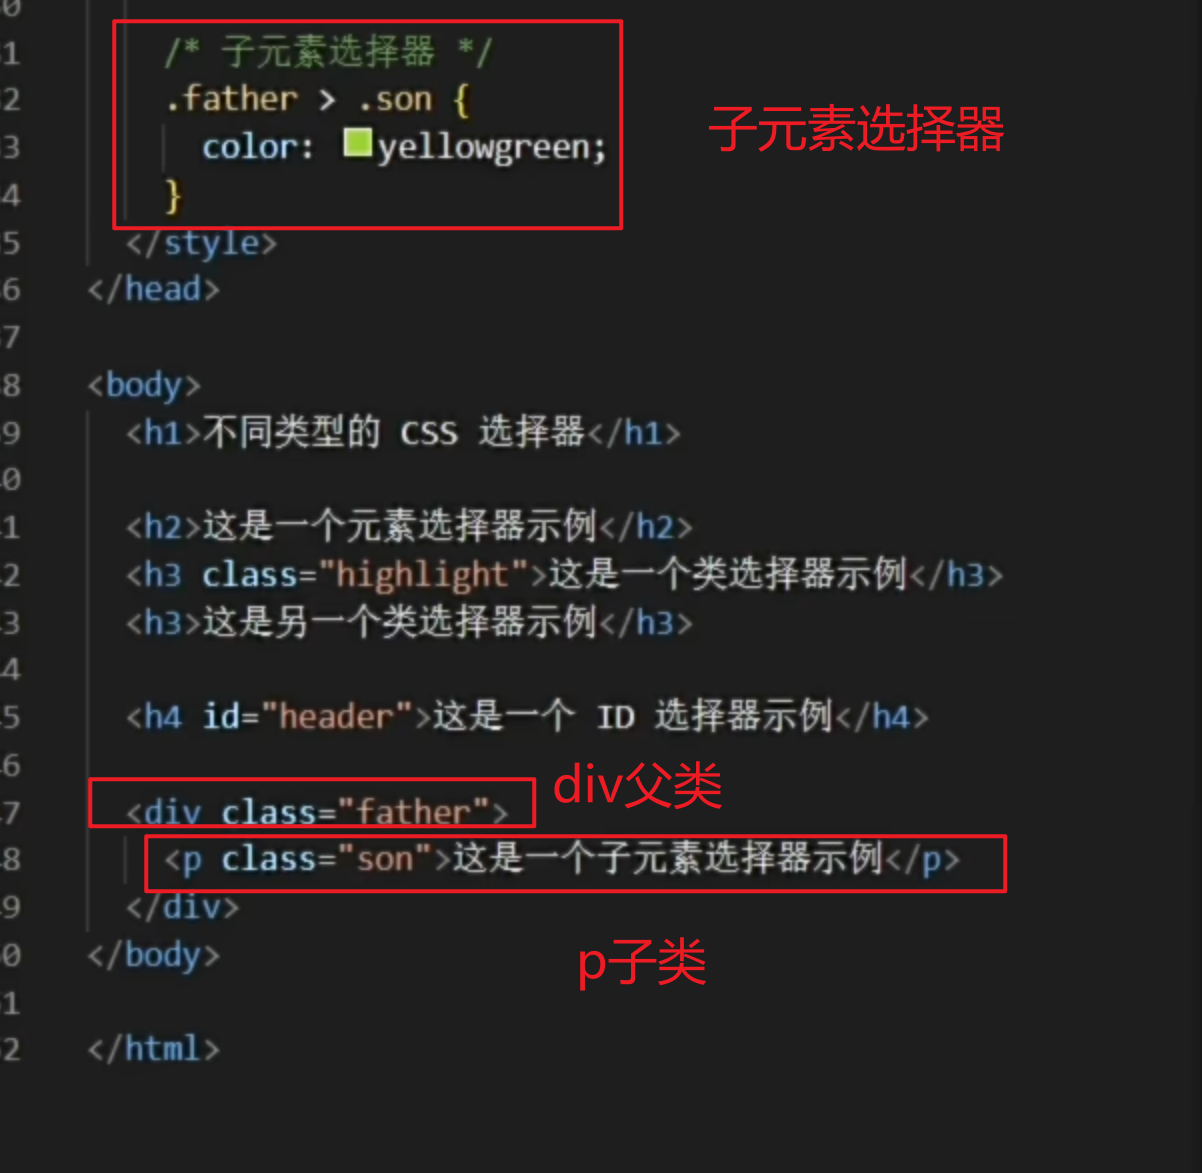 0
1 /* 子元素选择器 */
2 .father > .son {
子元素选择器
3 color: yellowgreen;
4 }
5 </style>
6 </head>
7
8 <body>
9 <h1>不同类型的 CSS 选择器</h1>
0
1 <h2>这是一个元素选择器示例</h2>
2 <h3 class="highlight">这是一个类选择器示例</h3>
3 <h3>这是另一个类选择器示例</h3>
4
5 <h4 id="header">这是一个 ID 选择器示例</h4>
6
div父类
7 <div class="father">
8 <p class="son">这是一个子元素选择器示例</p>
9 </div>
0 </body>
p子类
1
2 </html>